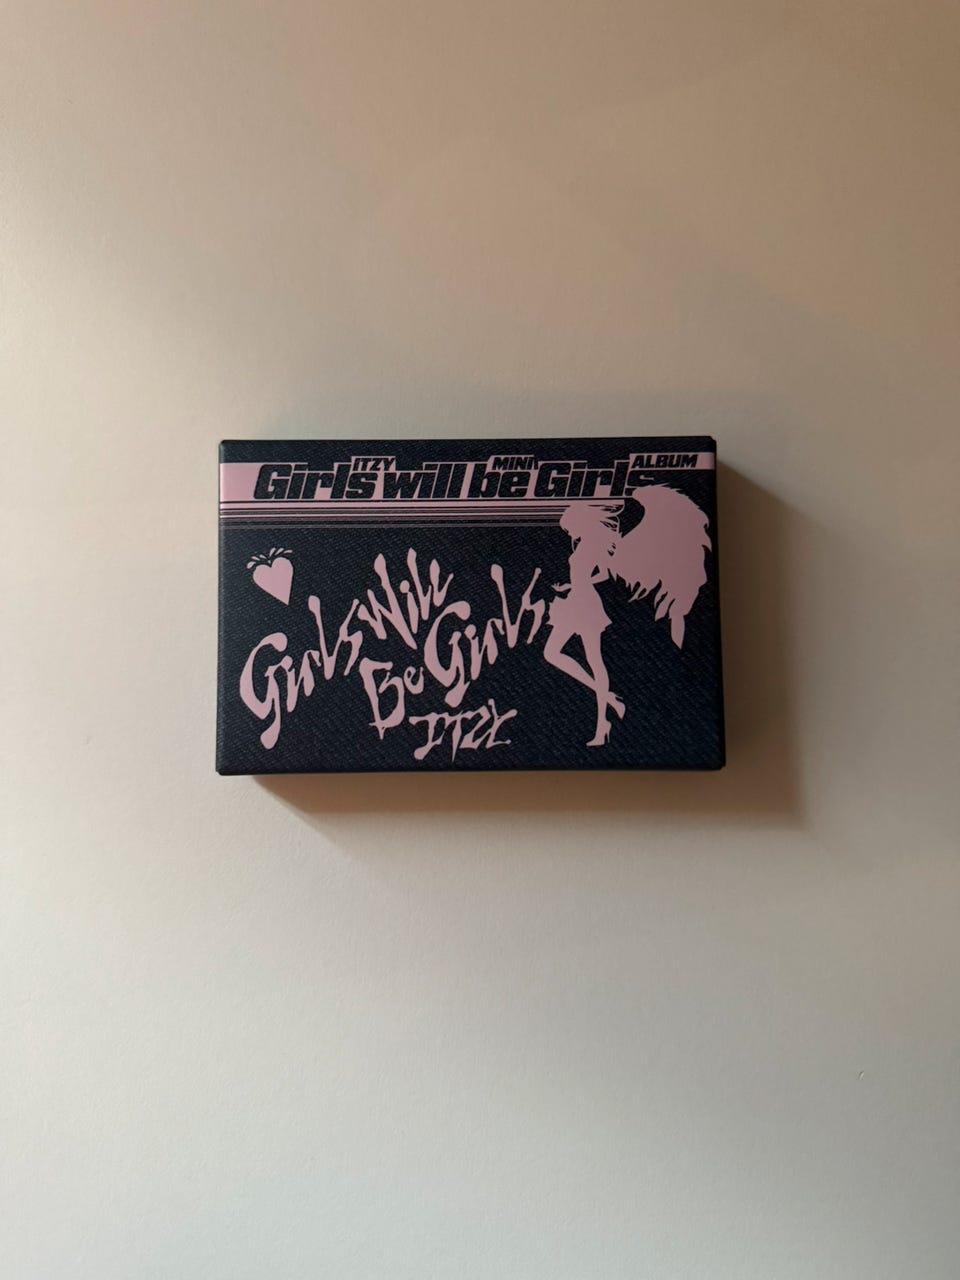 ITZY MINI ALBUM
Girls will be Girls
Girls Will
Be Girls
ITZY